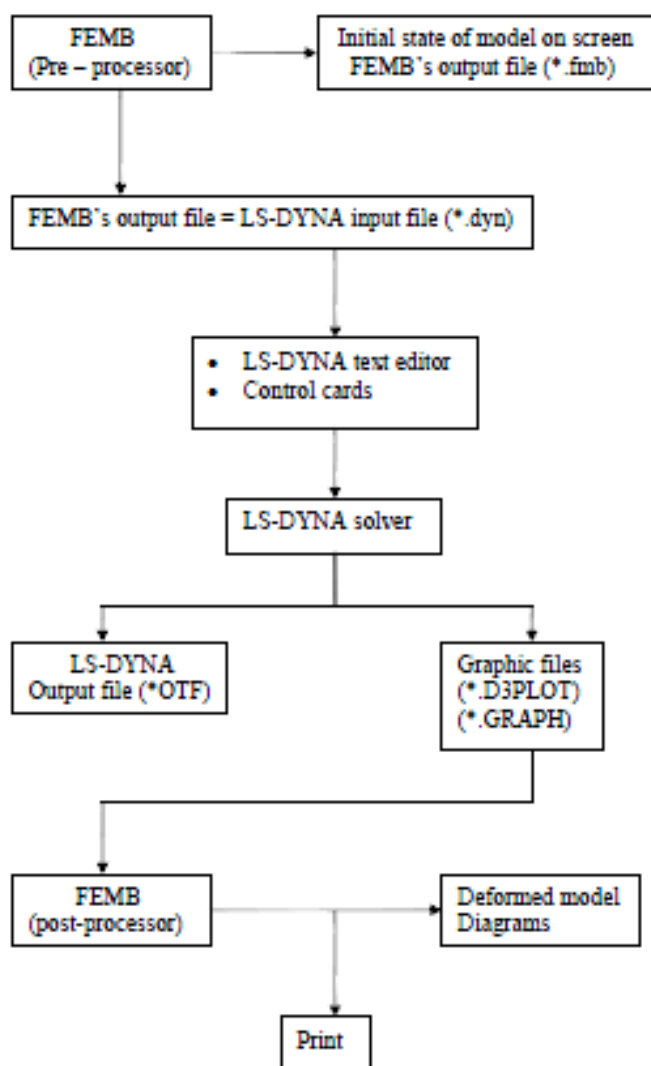 FEMB
(Pre – processor)
Initial state of model on screen
FEMB`s output file (*.fmb)
FEMB`s output file = LS-DYNA input file (*.dyn)
• LS-DYNA text editor
• Control cards
LS-DYNA solver
LS-DYNA
Output file (*OTF)
Graphic files
(*.D3PLOT)
(*.GRAPH)
FEMB
(post-processor)
Deformed model
Diagrams
Print